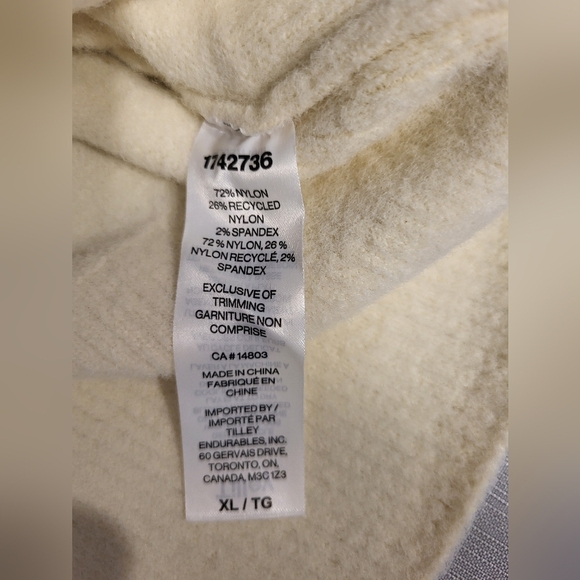 1742736
72% NYLON
26% RECYCLED
NYLON
2% SPANDEX
72 % NYLON, 26 %
NYLON RECYCLÉ, 2%
SPANDEX
EXCLUSIVE OF
TRIMMING
GARNITURE NON
COMPRISE
CA # 14803
MADE IN CHINA
FABRIQUÉ EN
CHINE
IMPORTED BY /
IMPORTÉ PAR
TILLEY
ENDURABLES, INC.
60 GERVAIS DRIVE,
TORONTO, ON,
CANADA, M3C 1Z3
XL / TG